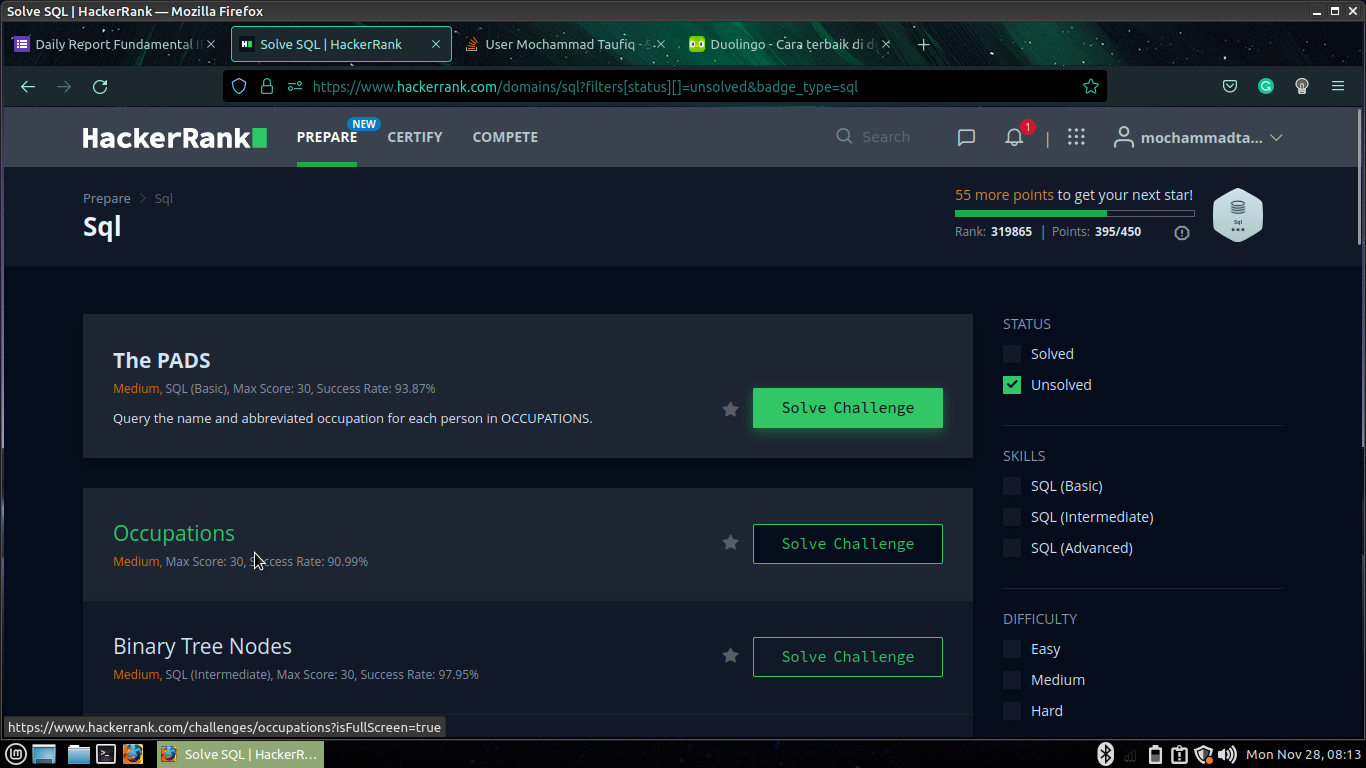 Solve SQL | HackerRank — Mozilla Firefox
Daily Report Fundamental I
Solve SQL | HackerRank
User Mochammad Taufiq -
Duolingo - Cara terbaik di d
https://www.hackerrank.com/domains/sql?filters[status][]=unsolved&badge_type=sql
HackerRank
PREPARE
NEW
CERTIFY
COMPETE
Search
1
mochammadta...
Prepare
Sql
Sql
55 more points to get your next star!
Rank: 319865 | Points: 395/450
Sql
The PADS
Medium, SQL (Basic), Max Score: 30, Success Rate: 93.87%
Query the name and abbreviated occupation for each person in OCCUPATIONS.
Solve Challenge
Occupations
Medium, Max Score: 30, Success Rate: 90.99%
Solve Challenge
Binary Tree Nodes
Medium, SQL (Intermediate), Max Score: 30, Success Rate: 97.95%
Solve Challenge
STATUS
Solved
Unsolved
SKILLS
SQL (Basic)
SQL (Intermediate)
SQL (Advanced)
DIFFICULTY
Easy
Medium
Hard
https://www.hackerrank.com/challenges/occupations?isFullScreen=true
Solve SQL | HackerR...
Mon Nov 28, 08:13